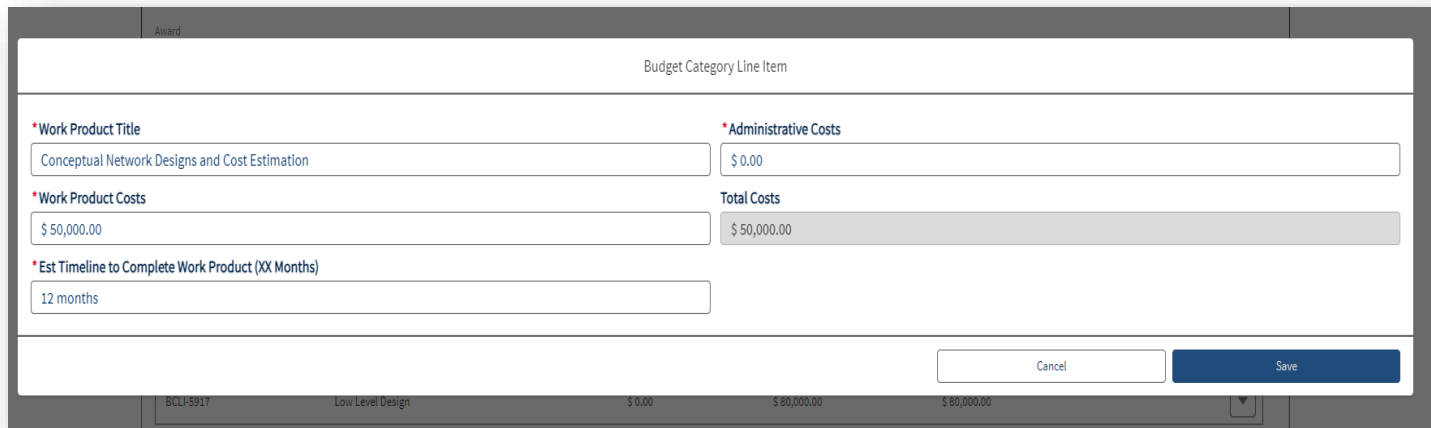 Award
Budget Category Line Item
*Work Product Title
Conceptual Network Designs and Cost Estimation
*Administrative Costs
$ 0.00
*Work Product Costs
$ 50,000.00
Total Costs
$ 50,000.00
*Est Timeline to Complete Work Product (XX Months)
12 months
Cancel
Save
BCLI-5917 Low Level Design $ 0.00 $ 80,000.00 $ 80,000.00